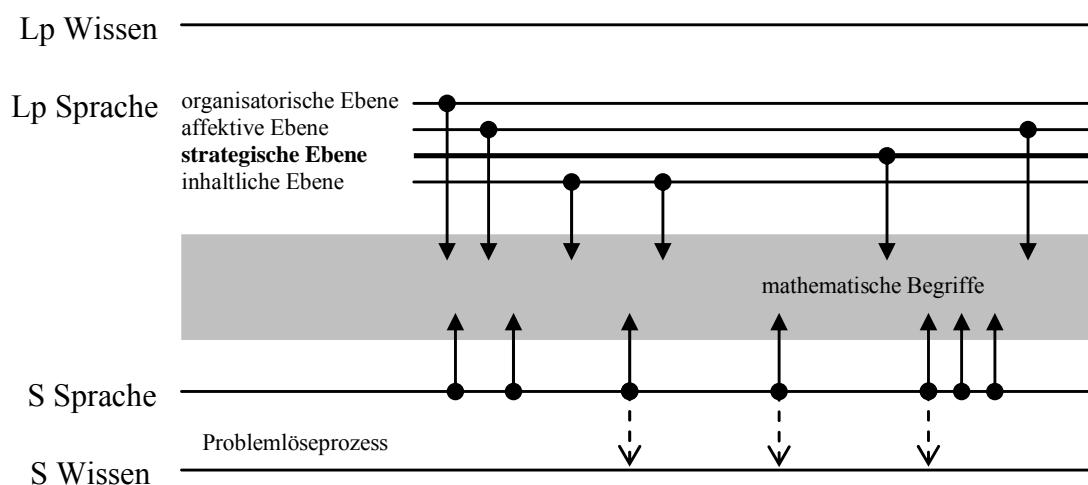 Lp Wissen
Lp Sprache
organisatorische Ebene
affektive Ebene
strategische Ebene
inhaltliche Ebene
mathematische Begriffe
S Sprache
Problemlöseprozess
S Wissen